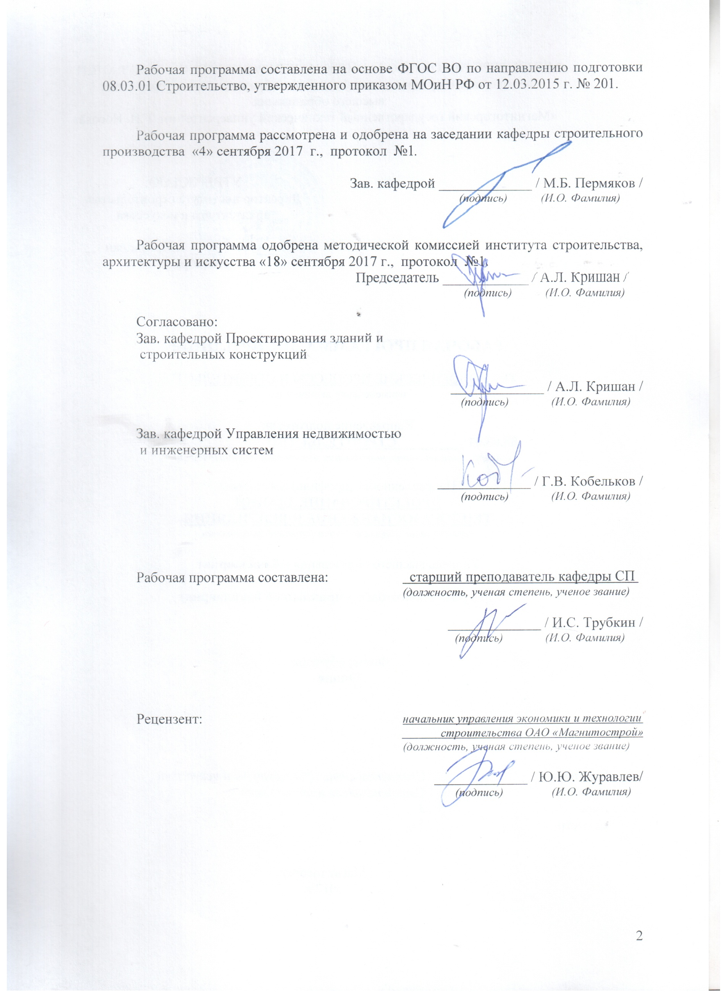 Рабочая программа составлена на основе ФГОС ВО по направлению подготовки
08.03.01 Строительство, утвержденного приказом МОиН РФ от 12.03.2015 г. № 201.
Рабочая программа рассмотрена и одобрена на заседании кафедры строительного
производства «4» сентября 2017 г., протокол №1.
Зав. кафедрой _______________ / М.Б. Пермяков /
(подпись) (И.О. Фамилия)
Рабочая программа одобрена методической комиссией института строительства,
архитектуры и искусства «18» сентября 2017 г., протокол №1.
Председатель ______________ / А.Л. Кришан /
(подпись) (И.О. Фамилия)
Согласовано:
Зав. кафедрой Проектирования зданий и
строительных конструкций
_______________ / А.Л. Кришан /
(подпись) (И.О. Фамилия)
Зав. кафедрой Управления недвижимостью
и инженерных систем
_______________ / Г.В. Кобельков /
(подпись) (И.О. Фамилия)
Рабочая программа составлена: старший преподаватель кафедры СП
(должность, ученая степень, ученое звание)
_______________ / И.С. Трубкин /
(подпись) (И.О. Фамилия)
Рецензент: начальник управления экономики и технологии
строительства ОАО «Магнитострой»
(должность, ученая степень, ученое звание)
_______________ / Ю.Ю. Журавлев/
(подпись) (И.О. Фамилия)
2